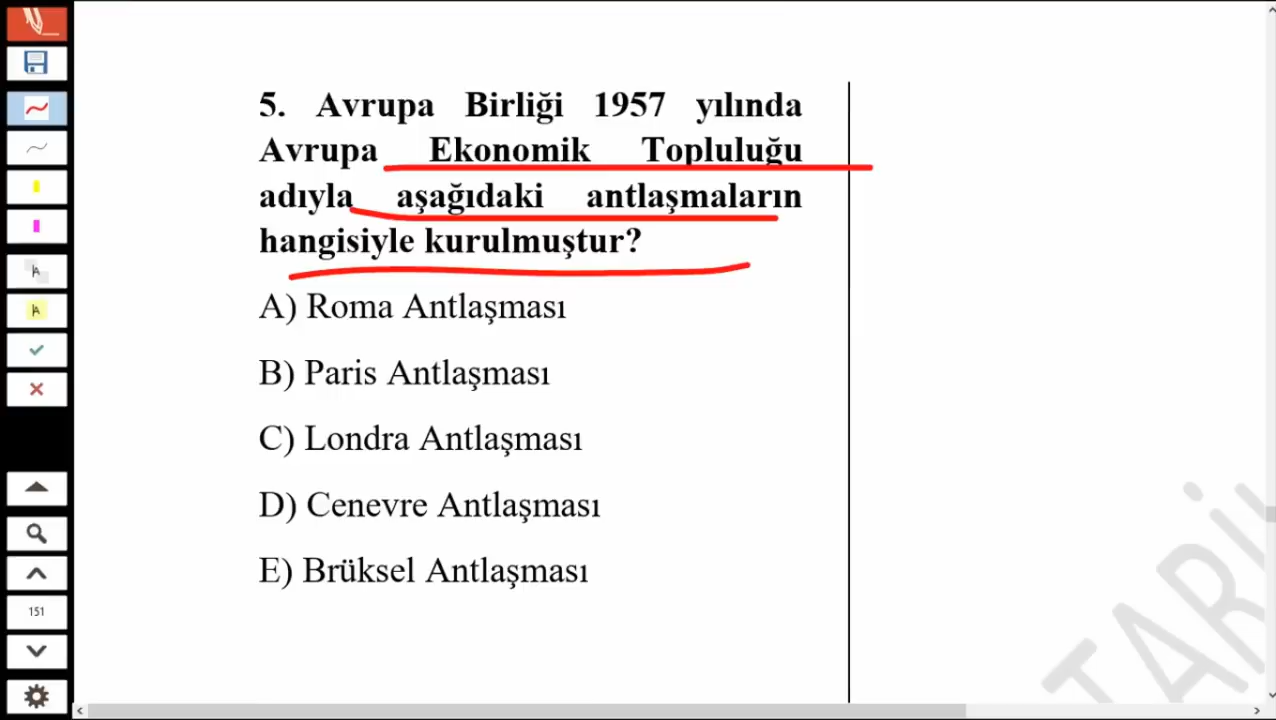 5. Avrupa Birliği 1957 yılında
Avrupa Ekonomik Topluluğu
adıyla aşağıdaki antlaşmaların
hangisiyle kurulmuştur?
A) Roma Antlaşması
B) Paris Antlaşması
C) Londra Antlaşması
D) Cenevre Antlaşması
E) Brüksel Antlaşması
151
TARİ